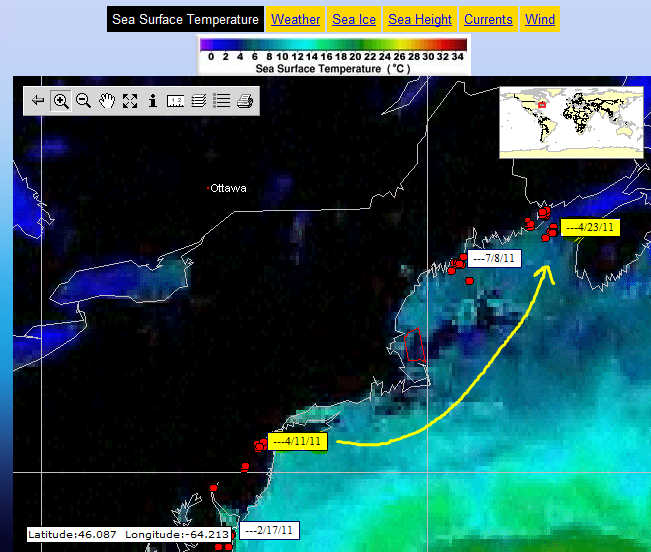 Sea Surface Temperature Weather Sea Ice Sea Height Currents Wind
0 2 4 6 8 10 12 14 16 18 20 22 24 26 28 30 32 34
Sea Surface Temperature (°C)
Ottawa
---4/23/11
---7/8/11
---4/11/11
---2/17/11
Latitude:46.087 Longitude:-64.213